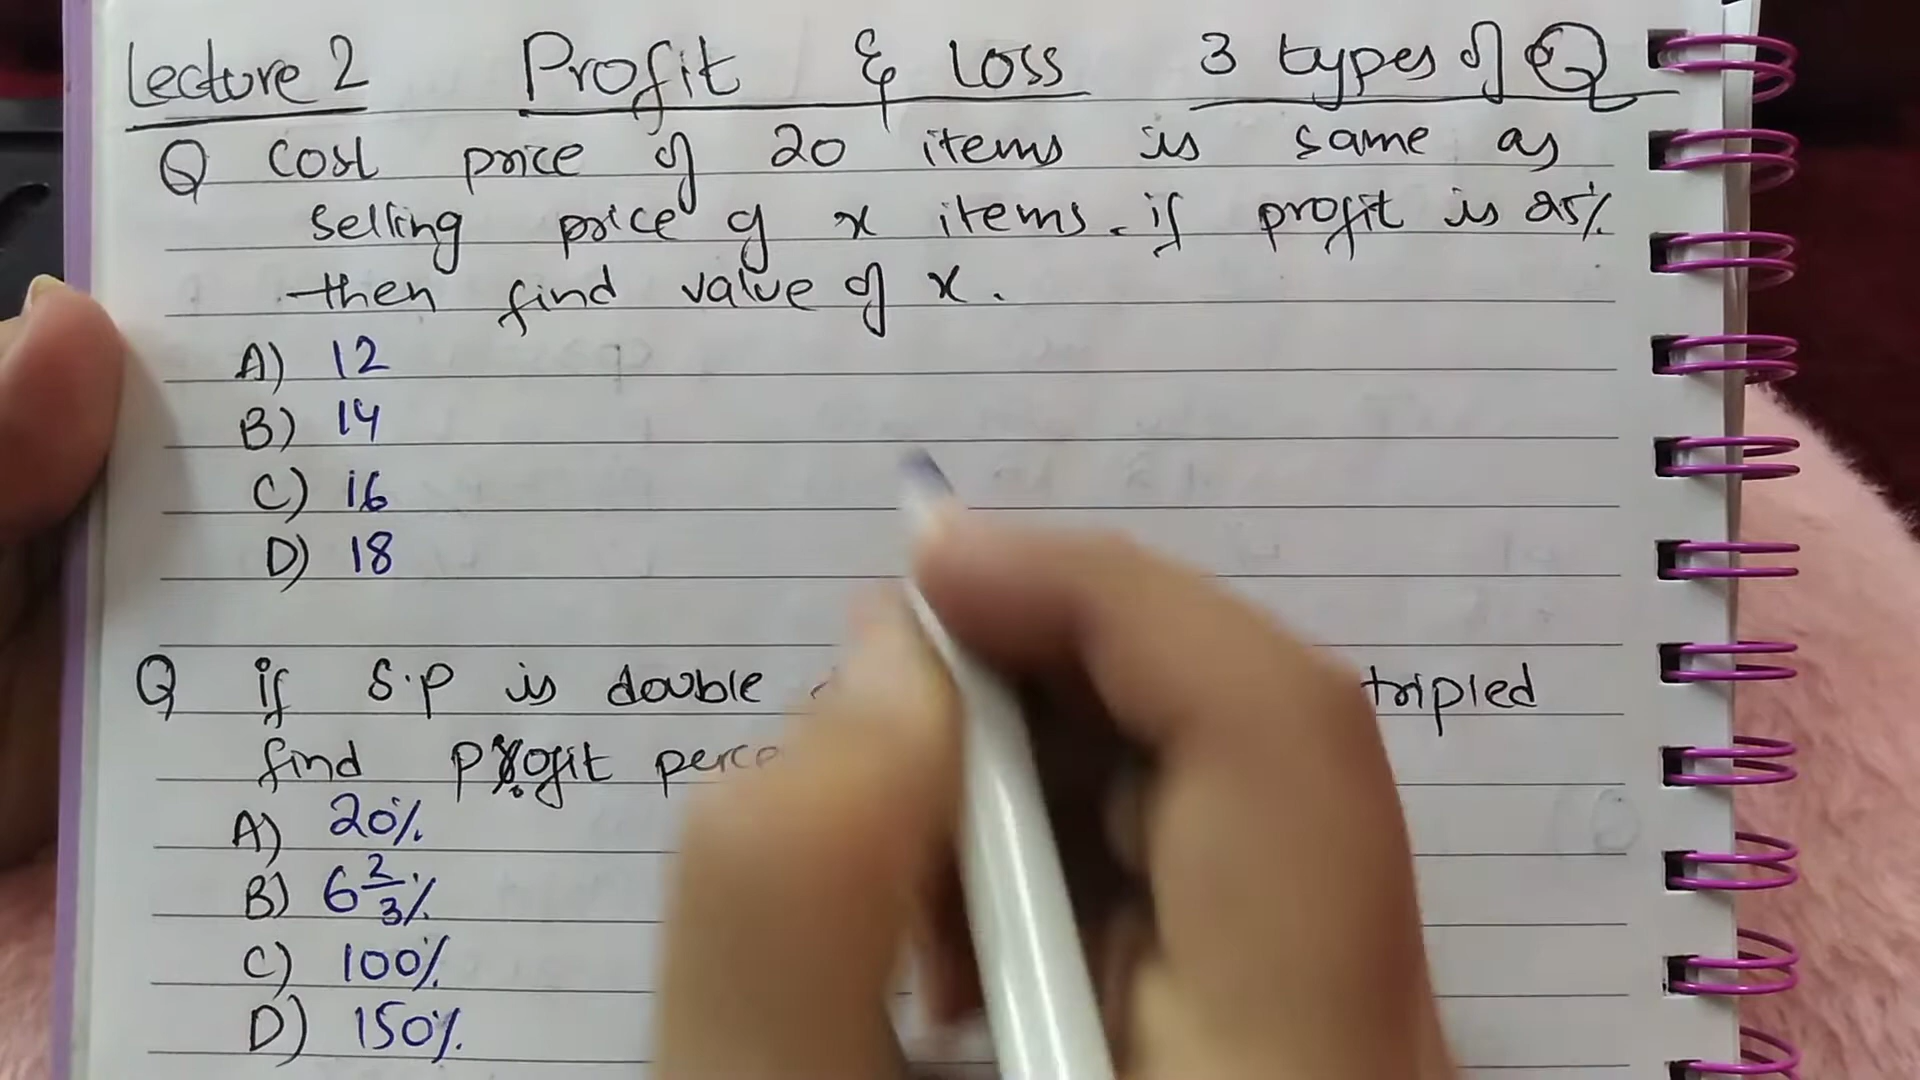 Lecture 2 Profit & Loss 3 types of Q
Q Cost price of 20 items is same as
selling price of x items. if profit is 25%
then find value of x.
A) 12
B) 14
C) 16
D) 18
Q if S.P is double tripled
find profit
A) 20%
B) 6 2/3%
C) 100%
D) 150%